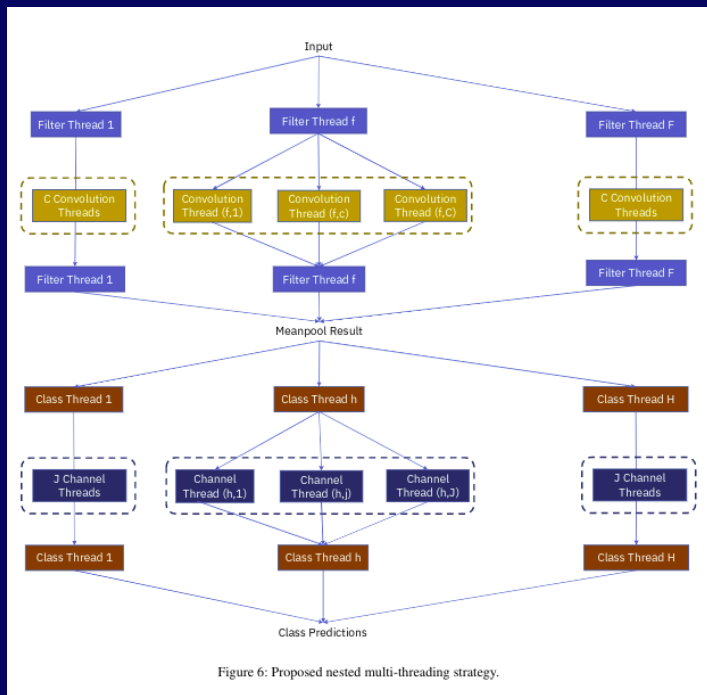 Input
Filter Thread 1
Filter Thread f
Filter Thread F
C Convolution
Threads
Convolution
Thread (f,1)
Convolution
Thread (f,c)
Convolution
Thread (f,C)
C Convolution
Threads
Filter Thread 1
Filter Thread f
Filter Thread F
Meanpool Result
Class Thread 1
Class Thread h
Class Thread H
J Channel
Threads
Channel
Thread (h,1)
Channel
Thread (h,j)
Channel
Thread (h,J)
J Channel
Threads
Class Thread 1
Class Thread h
Class Thread H
Class Predictions
Figure 6: Proposed nested multi-threading strategy.